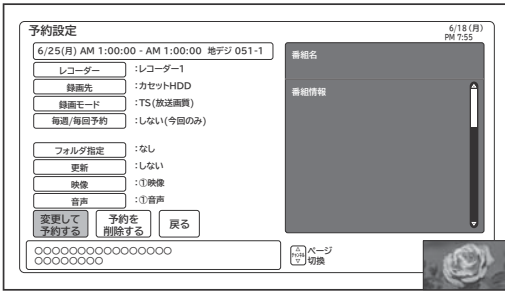 予約設定
6/18(月)
PM 7:55
6/25(月) AM 1:00:00 - AM 1:00:00 地デジ 051-1
レコーダー :レコーダー1
録画先 :カセットHDD
録画モード :TS(放送画質)
毎週/毎回予約 :しない(今回のみ)
フォルダ指定 :なし
更新 :しない
映像 :①映像
音声 :①音声
変更して
予約する
予約を
削除する
戻る
番組名
番組情報
○○○○○○○○○○○○○○○○
○○○○○○○○
チャンネル
ページ
切換